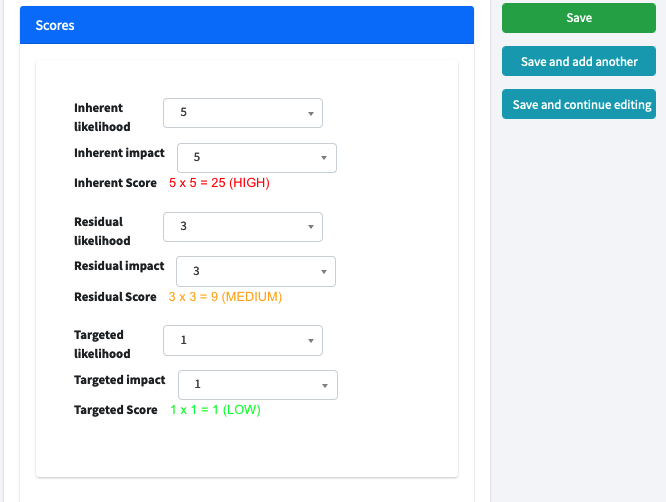 Scores
Save
Save and add another
Save and continue editing
Inherent
likelihood
5
Inherent impact
5
Inherent Score 5 x 5 = 25 (HIGH)
Residual
likelihood
3
Residual impact
3
Residual Score 3 x 3 = 9 (MEDIUM)
Targeted
likelihood
1
Targeted impact
1
Targeted Score 1 x 1 = 1 (LOW)